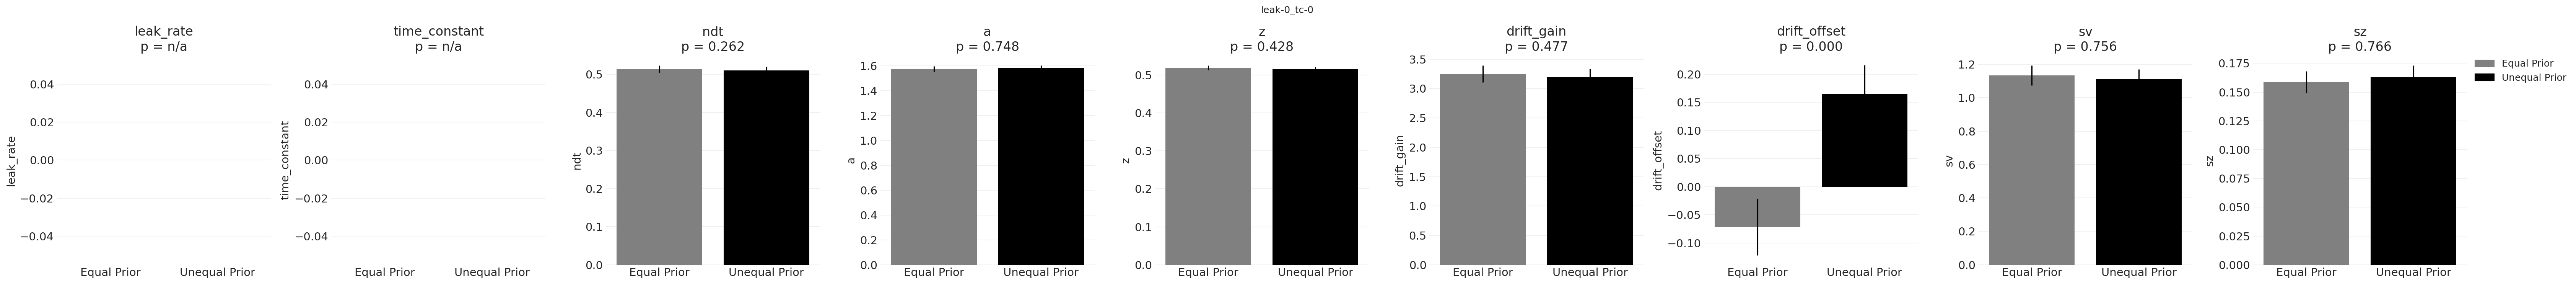 leak-0_tc-0
leak_rate
p = n/a
leak_rate
0.04
0.02
0.00
−0.02
−0.04
Equal Prior
Unequal Prior
time_constant
p = n/a
time_constant
0.04
0.02
0.00
−0.02
−0.04
Equal Prior
Unequal Prior
ndt
p = 0.262
ndt
0.5
0.4
0.3
0.2
0.1
0.0
Equal Prior
Unequal Prior
a
p = 0.748
a
1.6
1.4
1.2
1.0
0.8
0.6
0.4
0.2
0.0
Equal Prior
Unequal Prior
z
p = 0.428
z
0.5
0.4
0.3
0.2
0.1
0.0
Equal Prior
Unequal Prior
drift_gain
p = 0.477
drift_gain
3.5
3.0
2.5
2.0
1.5
1.0
0.5
0.0
Equal Prior
Unequal Prior
drift_offset
p = 0.000
drift_offset
0.20
0.15
0.10
0.05
0.00
−0.05
−0.10
Equal Prior
Unequal Prior
sv
p = 0.756
sv
1.2
1.0
0.8
0.6
0.4
0.2
0.0
Equal Prior
Unequal Prior
sz
p = 0.766
sz
0.175
0.150
0.125
0.100
0.075
0.050
0.025
0.000
Equal Prior
Unequal Prior
Equal Prior
Unequal Prior